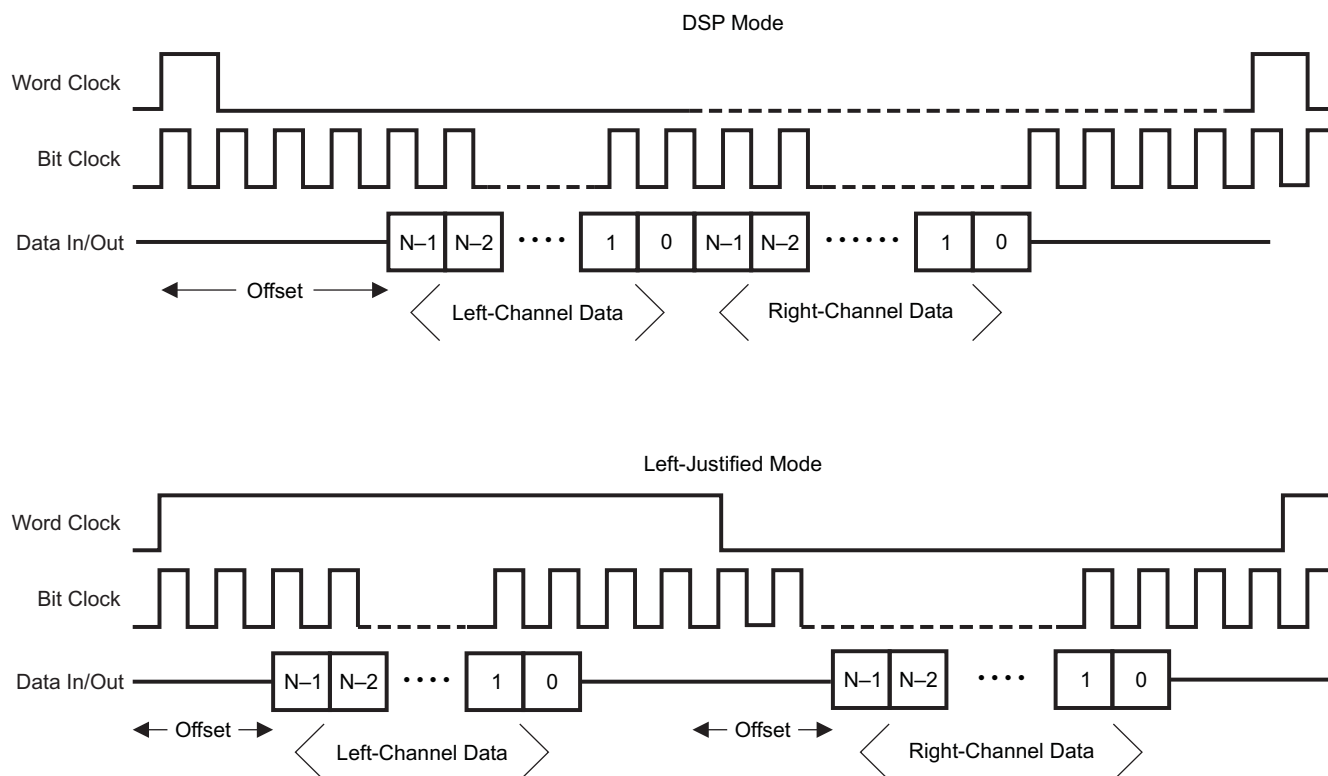 DSP Mode
Word Clock
Bit Clock
Data In/Out
N–1 N–2 •••• 1 0 N–1 N–2 •••••• 1 0
Offset
Left-Channel Data Right-Channel Data
Left-Justified Mode
Word Clock
Bit Clock
Data In/Out
N–1 N–2 •••• 1 0 N–1 N–2 •••• 1 0
Offset Offset
Left-Channel Data Right-Channel Data